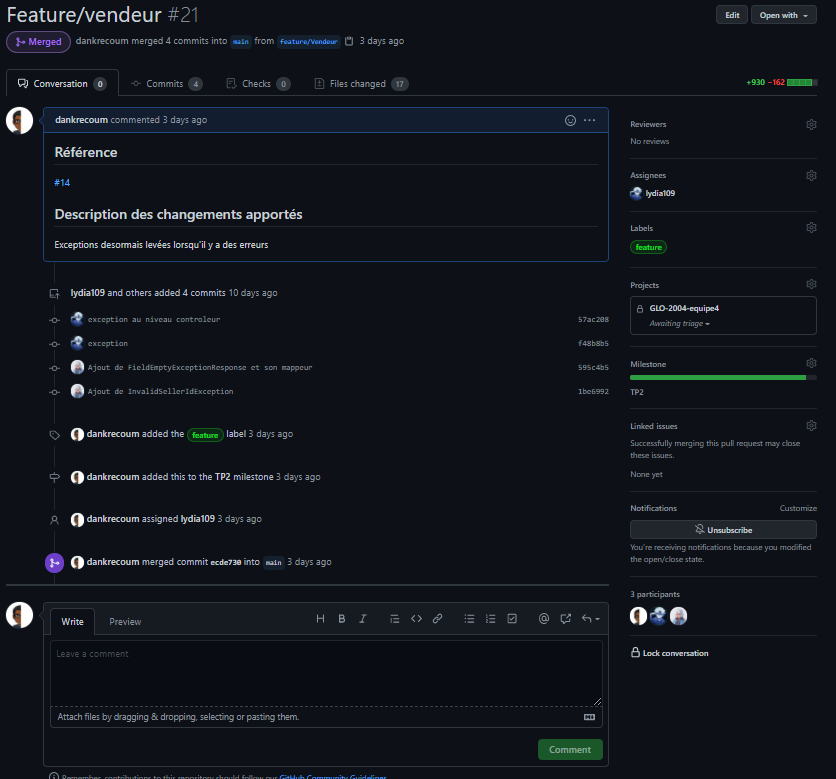 Feature/vendeur #21
Edit
Open with
Merged dankrecoum merged 4 commits into main from feature/Vendeur 3 days ago
Conversation 0
Commits 4
Checks 0
Files changed 17
+930 −162
dankrecoum commented 3 days ago
Référence
#14
Description des changements apportés
Exceptions desormais levées lorsqu'il y a des erreurs
lydia109 and others added 4 commits 10 days ago
exception au niveau controleur 57ac208
exception f48b8b5
Ajout de FieldEmptyExceptionResponse et son mappeur 595c4b5
Ajout de InvalidSellerIdException 1be6992
dankrecoum added the feature label 3 days ago
dankrecoum added this to the TP2 milestone 3 days ago
dankrecoum assigned lydia109 3 days ago
dankrecoum merged commit ecde730 into main 3 days ago
Write
Preview
Leave a comment
Attach files by dragging & dropping, selecting or pasting them.
Comment
Remember, contributions to this repository should follow our GitHub Community Guidelines.
Reviewers
No reviews
Assignees
lydia109
Labels
feature
Projects
GLO-2004-equipe4
Awaiting triage
Milestone
TP2
Linked issues
Successfully merging this pull request may close
these issues.
None yet
Notifications
Customize
Unsubscribe
You're receiving notifications because you modified
the open/close state.
3 participants
Lock conversation